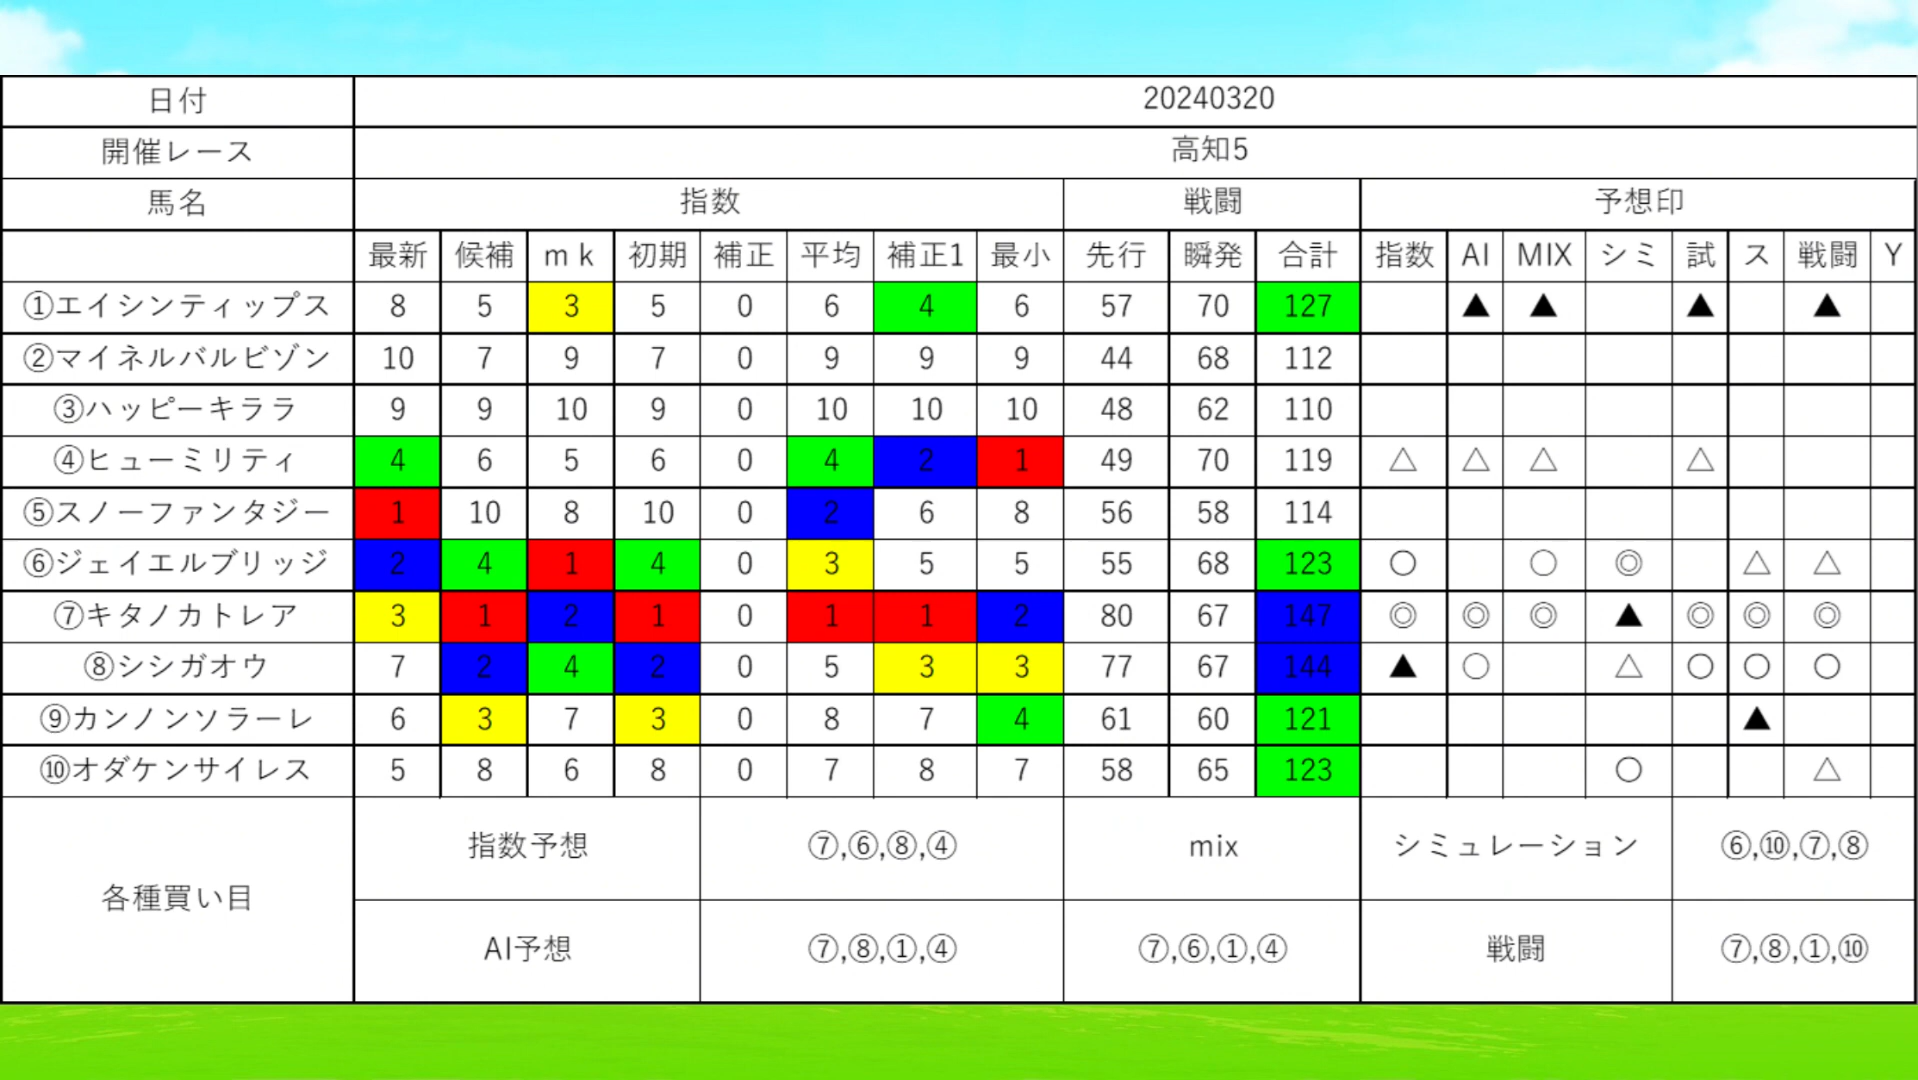 日付 20240320
開催レース 高知5
馬名 指数 戦闘 予想印
最新 候補 mk 初期 補正 平均 補正1 最小 先行 瞬発 合計 指数 AI MIX シミ 試 ス 戦闘 Y
①エイシンティップス 8 5 3 5 0 6 4 6 57 70 127 ▲ ▲ ▲ ▲
②マイネルバルビゾン 10 7 9 7 0 9 9 9 44 68 112
③ハッピーキララ 9 9 10 9 0 10 10 10 48 62 110
④ヒューミリティ 4 6 5 6 0 4 2 1 49 70 119 △ △ △ △
⑤スノーファンタジー 1 10 8 10 0 2 6 8 56 58 114
⑥ジェイエルブリッジ 2 4 1 4 0 3 5 5 55 68 123 ○ ○ ◎ △ △
⑦キタノカトレア 3 1 2 1 0 1 1 2 80 67 147 ◎ ◎ ◎ ▲ ◎ ◎ ◎
⑧シシガオウ 7 2 4 2 0 5 3 3 77 67 144 ▲ ○ △ ○ ○ ○
⑨カンノンソラーレ 6 3 7 3 0 8 7 4 61 60 121 ▲
⑩オダケンサイレス 5 8 6 8 0 7 8 7 58 65 123 ○ △
各種買い目
指数予想 ⑦,⑥,⑧,④ mix シミュレーション ⑥,⑩,⑦,⑧
AI予想 ⑦,⑧,①,④ ⑦,⑥,①,④ 戦闘 ⑦,⑧,①,⑩